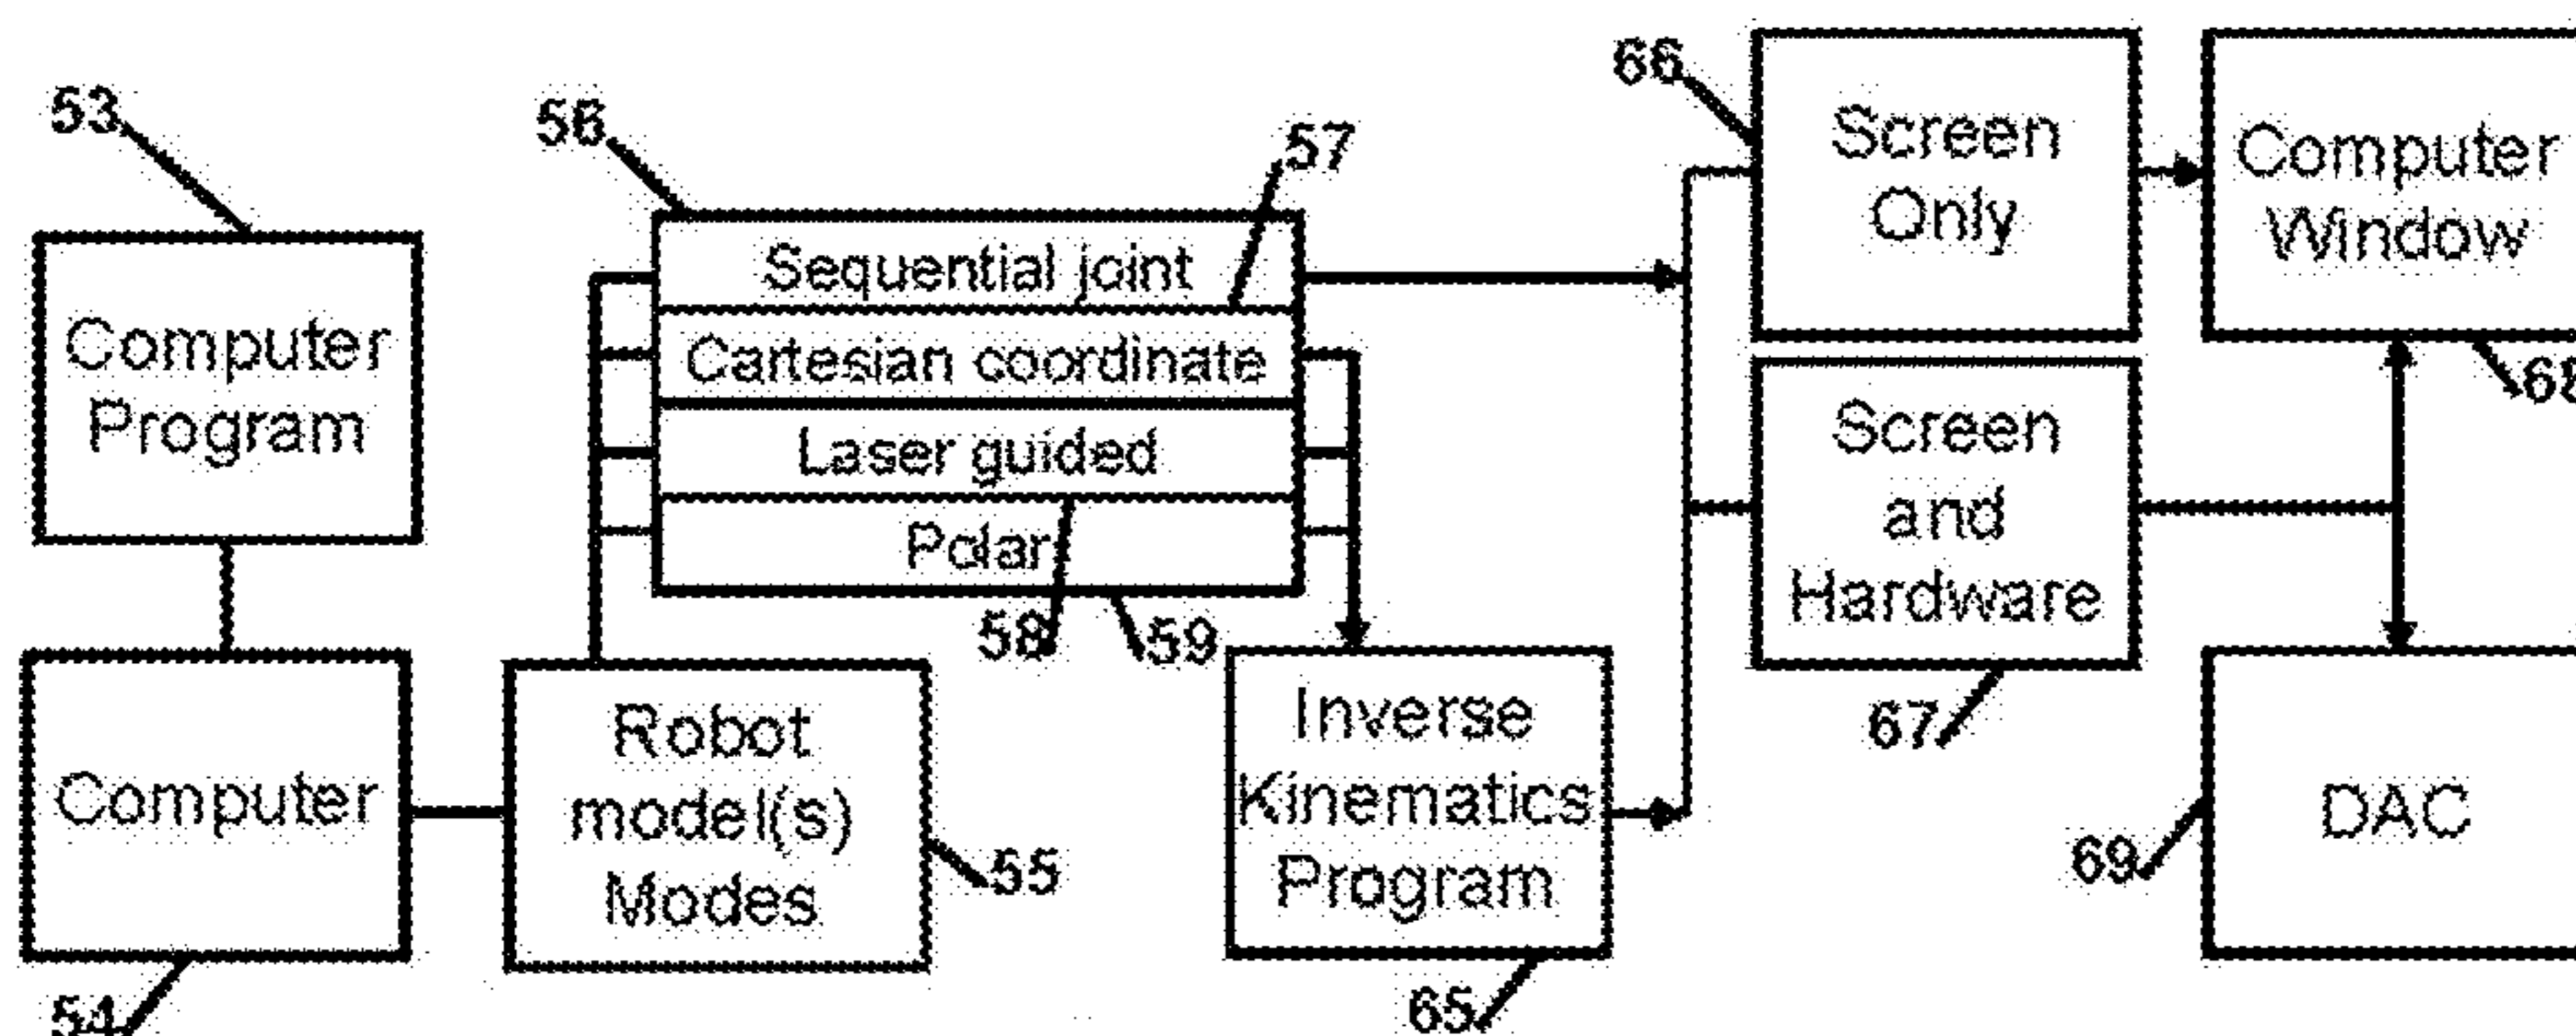 53
Computer
Program
Computer
54
56
57
Sequential joint
Cartesian coordinate
Laser guided
Polar
58
59
Robot
model(s)
Modes
55
Inverse
Kinematics
Program
65
66
Screen
Only
Screen
and
Hardware
67
Computer
Window
68
DAC
69